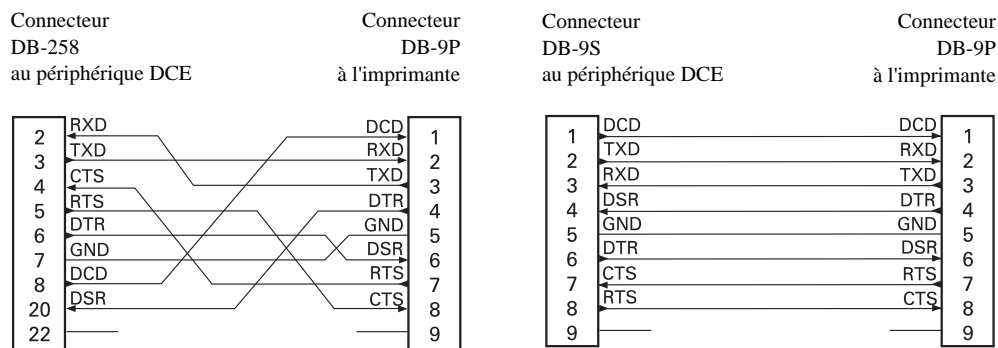 Connecteur
DB-258
au périphérique DCE
Connecteur
DB-9P
à l'imprimante
2 RXD DCD 1
3 TXD RXD 2
4 CTS TXD 3
5 RTS DTR 4
6 DTR GND 5
7 GND DSR 6
8 DCD RTS 7
20 DSR CTS 8
22 9
Connecteur
DB-9S
au périphérique DCE
Connecteur
DB-9P
à l'imprimante
1 DCD DCD 1
2 TXD RXD 2
3 RXD TXD 3
4 DSR DTR 4
5 GND GND 5
6 DTR DSR 6
7 CTS RTS 7
8 RTS CTS 8
9 9